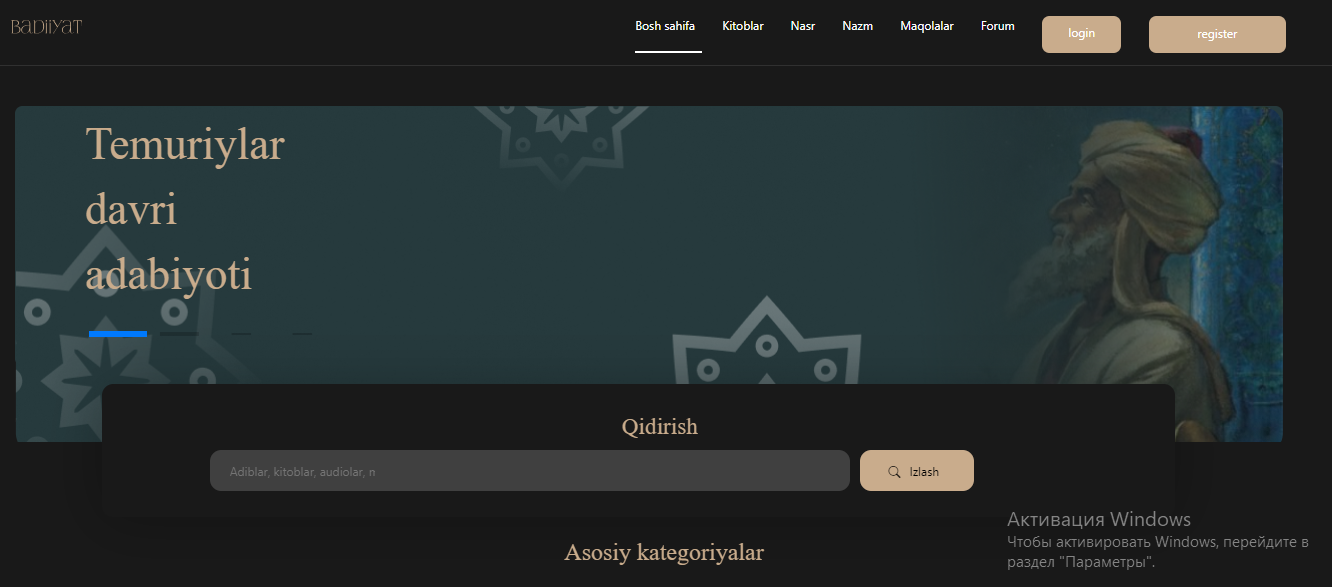 BADIIYAT
Bosh sahifa Kitoblar Nasr Nazm Maqolalar Forum login register
Temuriylar
davri
adabiyoti
Qidirish
Adiblar, kitoblar, audiolar, n
Izlash
Asosiy kategoriyalar
Активация Windows
Чтобы активировать Windows, перейдите в
раздел "Параметры".